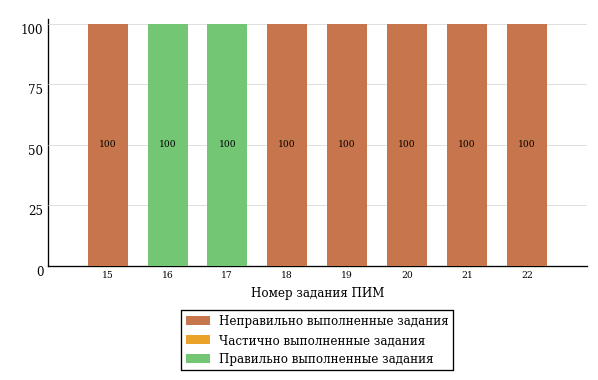 100
75
50
25
0
100 100 100 100 100 100 100 100
15 16 17 18 19 20 21 22
Номер задания ПИМ
Неправильно выполненные задания
Частично выполненные задания
Правильно выполненные задания